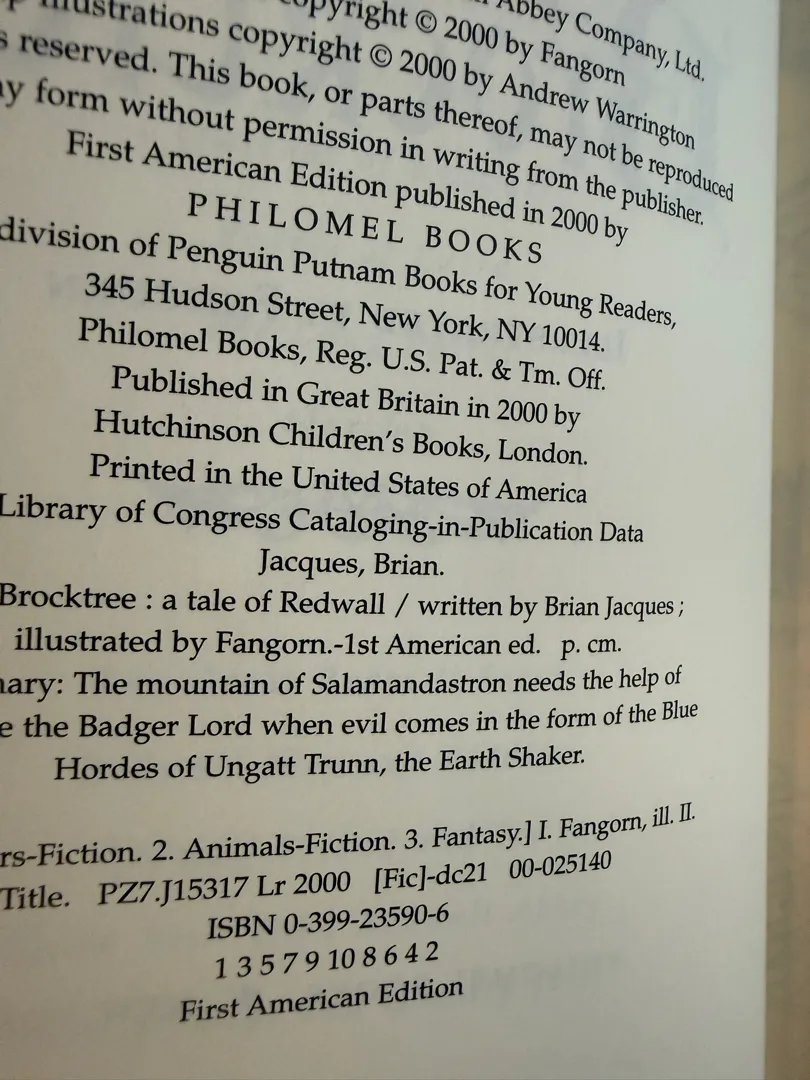 Abbey Company, Ltd.
copyright © 2000 by Fangorn
illustrations copyright © 2000 by Andrew Warrington
reserved. This book, or parts thereof, may not be reproduced
form without permission in writing from the publisher.
First American Edition published in 2000 by
PHILOMEL BOOKS
division of Penguin Putnam Books for Young Readers,
345 Hudson Street, New York, NY 10014.
Philomel Books, Reg. U.S. Pat. & Tm. Off.
Published in Great Britain in 2000 by
Hutchinson Children's Books, London.
Printed in the United States of America
Library of Congress Cataloging-in-Publication Data
Jacques, Brian.
Brocktree : a tale of Redwall / written by Brian Jacques ;
illustrated by Fangorn.-1st American ed. p. cm.
The mountain of Salamandastron needs the help of
the Badger Lord when evil comes in the form of the Blue
Hordes of Ungatt Trunn, the Earth Shaker.
rs-Fiction. 2. Animals-Fiction. 3. Fantasy.] I. Fangorn, ill. II.
Title. PZ7.J15317 Lr 2000 [Fic]-dc21 00-025140
ISBN 0-399-23590-6
1 3 5 7 9 10 8 6 4 2
First American Edition